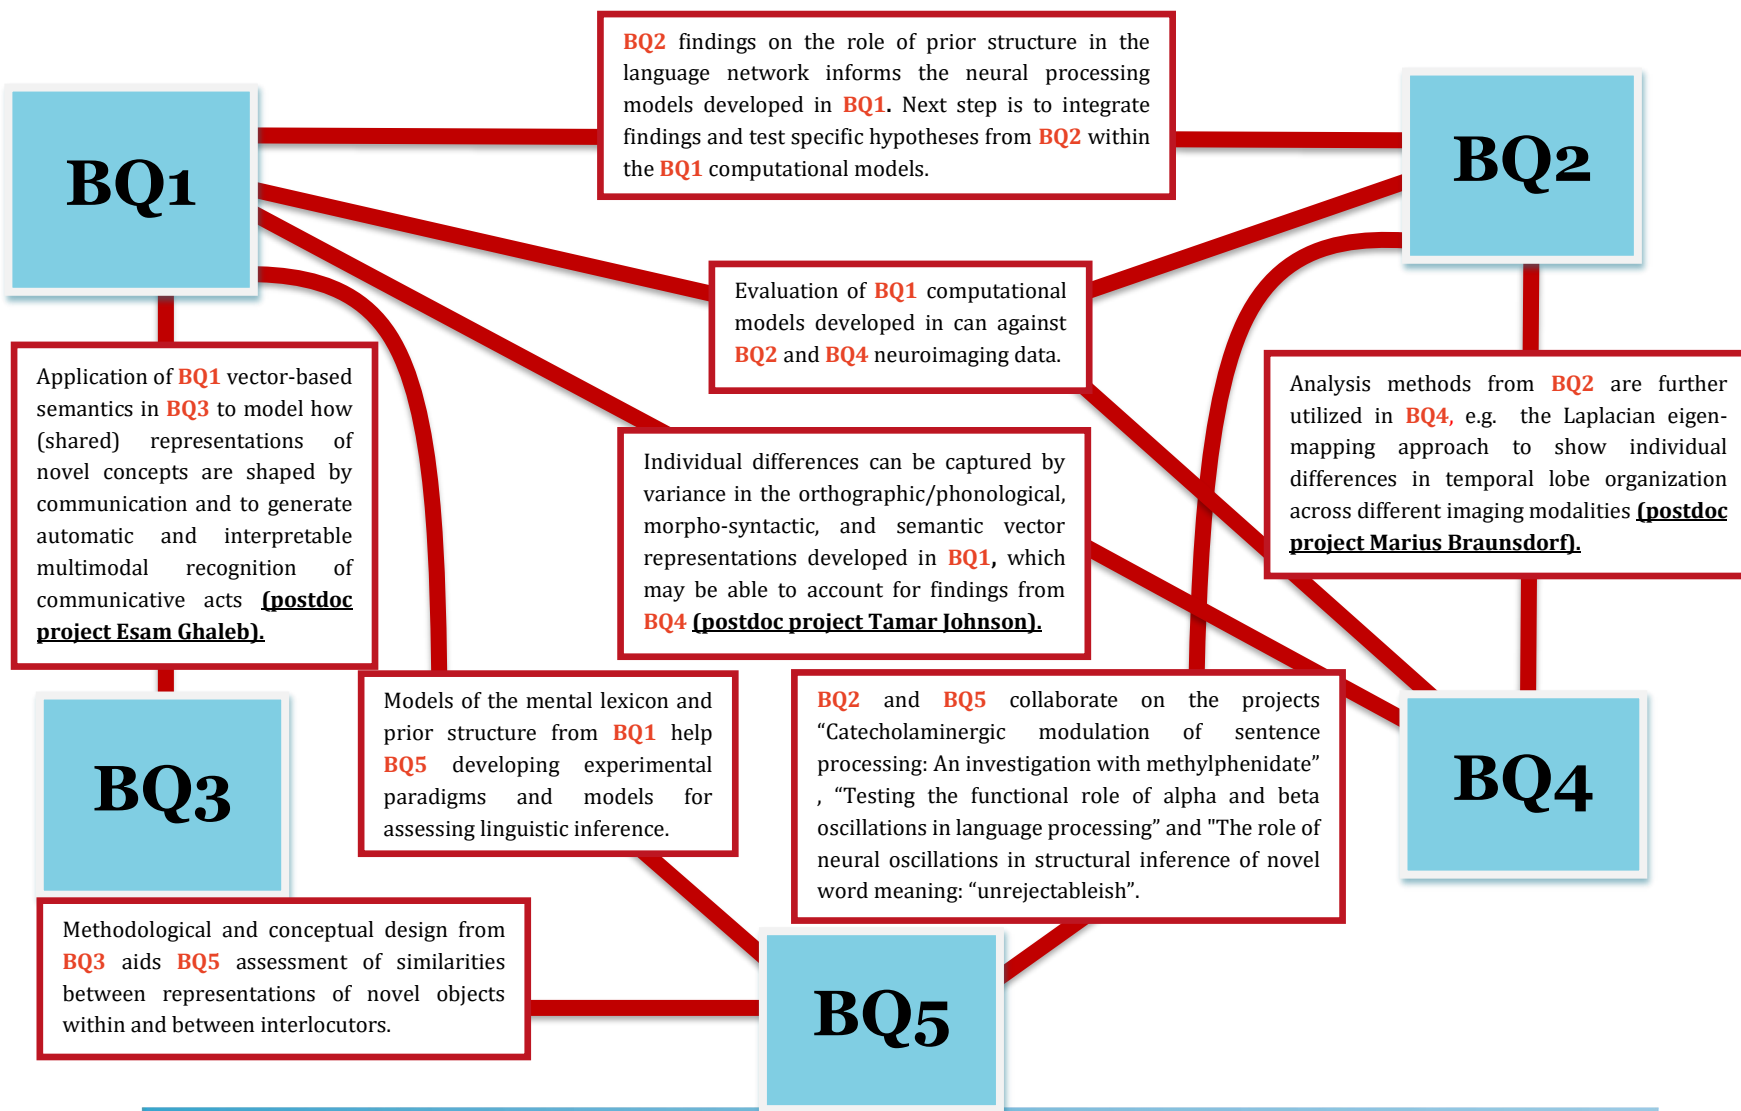 BQ2 findings on the role of prior structure in the
language network informs the neural processing
models developed in BQ1. Next step is to integrate
findings and test specific hypotheses from BQ2 within
the BQ1 computational models.
BQ1
BQ2
Evaluation of BQ1 computational
models developed in can against
BQ2 and BQ4 neuroimaging data.
Application of BQ1 vector-based
semantics in BQ3 to model how
(shared) representations of
novel concepts are shaped by
communication and to generate
automatic and interpretable
multimodal recognition of
communicative acts (postdoc
project Esam Ghaleb).
Individual differences can be captured by
variance in the orthographic/phonological,
morpho-syntactic, and semantic vector
representations developed in BQ1, which
may be able to account for findings from
BQ4 (postdoc project Tamar Johnson).
Analysis methods from BQ2 are further
utilized in BQ4, e.g. the Laplacian eigen-
mapping approach to show individual
differences in temporal lobe organization
across different imaging modalities (postdoc
project Marius Braunsdorf).
BQ3
Models of the mental lexicon and
prior structure from BQ1 help
BQ5 developing experimental
paradigms and models for
assessing linguistic inference.
BQ2 and BQ5 collaborate on the projects
“Catecholaminergic modulation of sentence
processing: An investigation with methylphenidate”
, “Testing the functional role of alpha and beta
oscillations in language processing” and "The role of
neural oscillations in structural inference of novel
word meaning: “unrejectableish”.
BQ4
Methodological and conceptual design from
BQ3 aids BQ5 assessment of similarities
between representations of novel objects
within and between interlocutors.
BQ5